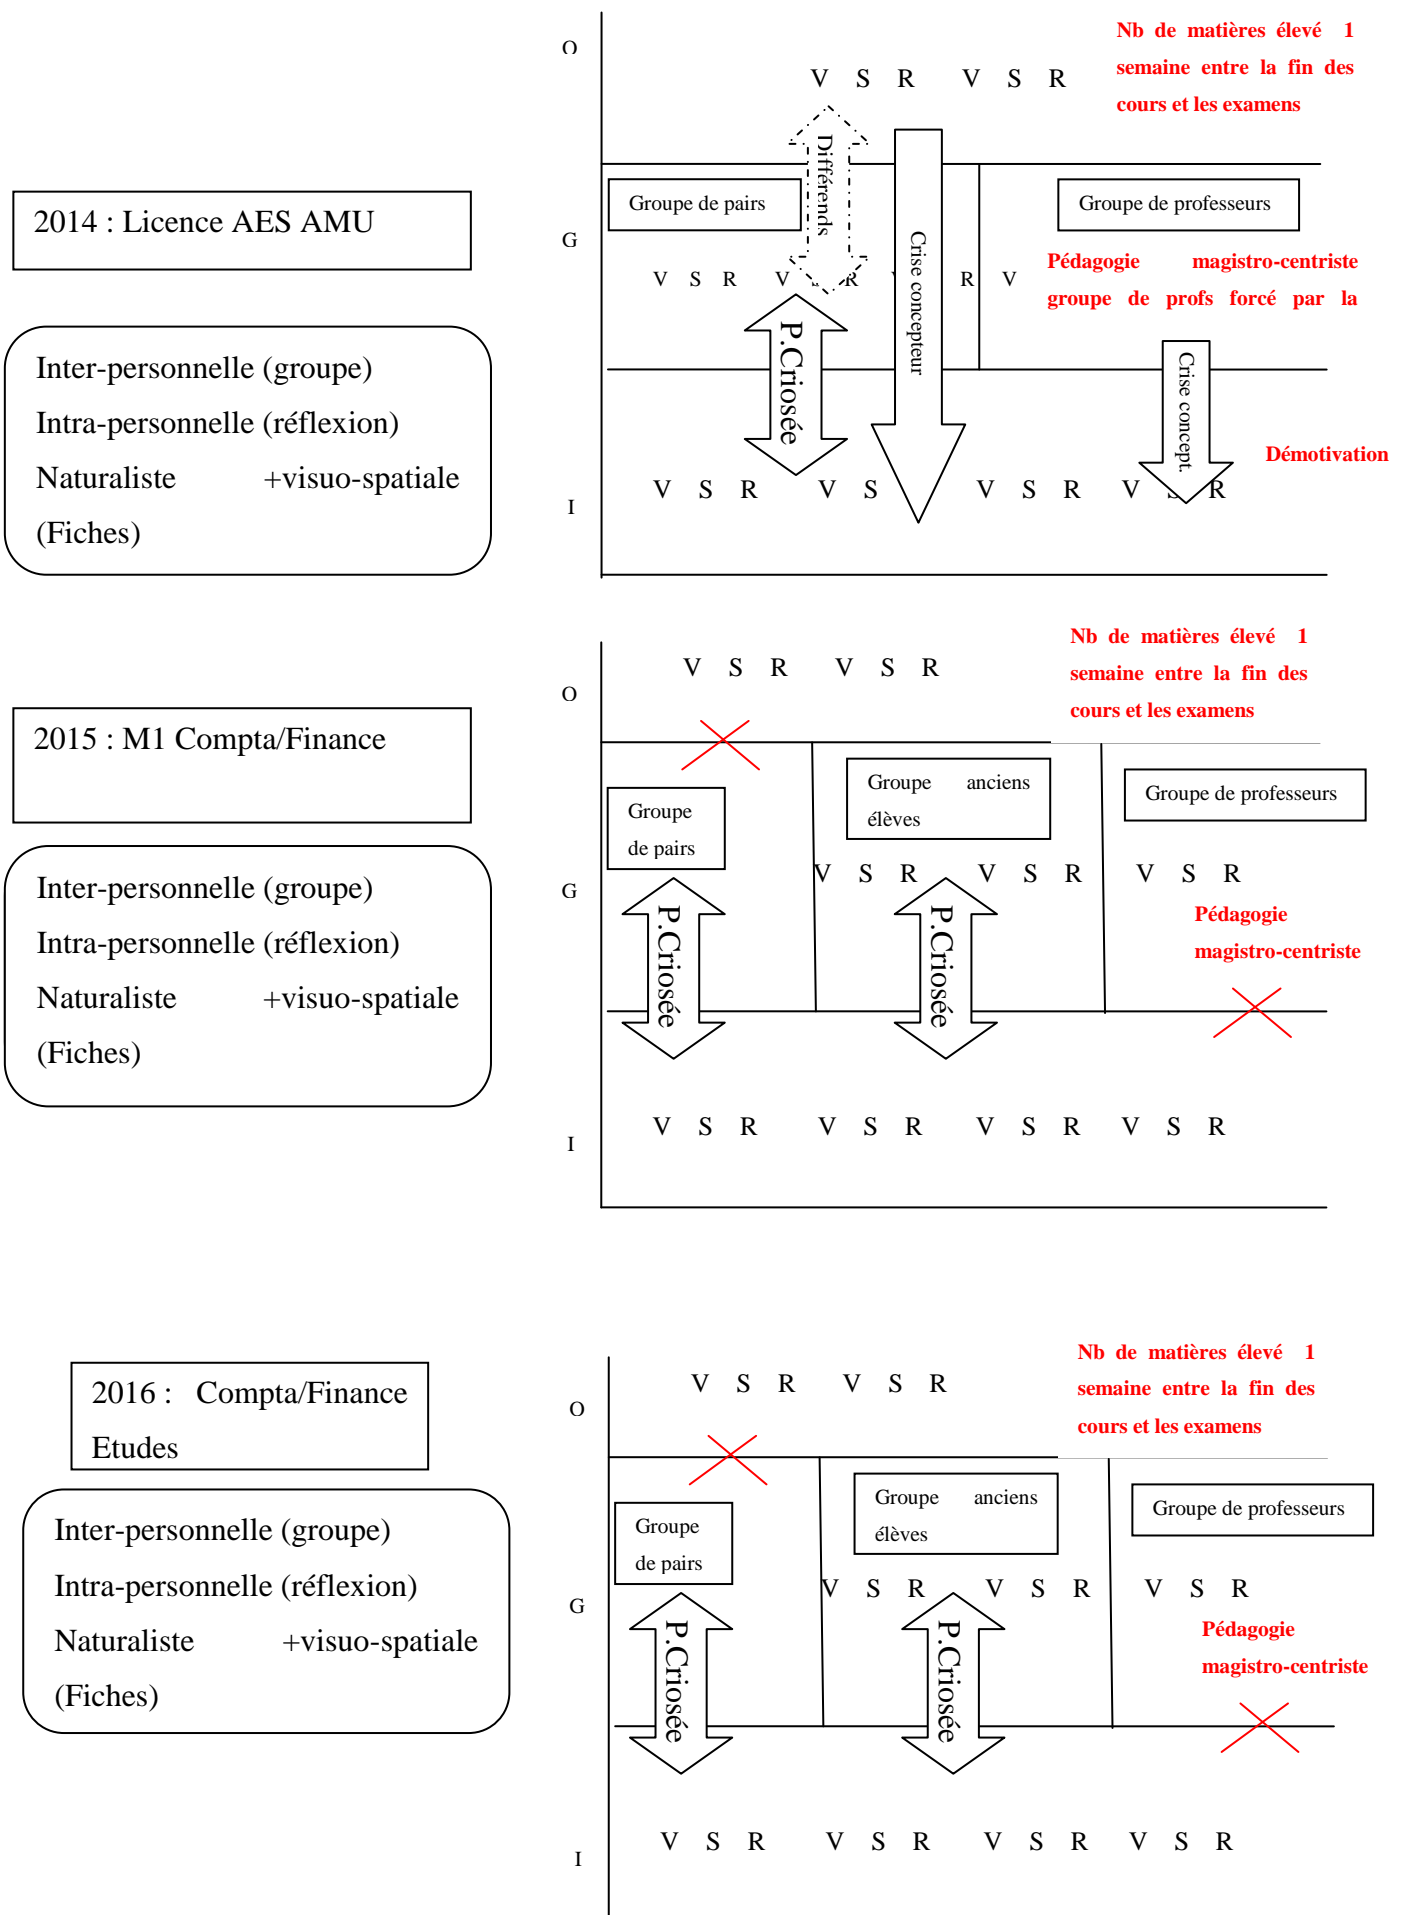 O
Nb de matières élevé 1
semaine entre la fin des
cours et les examens
V S R V S R
Différends
2014 : Licence AES AMU
Groupe de pairs
Groupe de professeurs
G
Crise concepteur
Pédagogie magistro-centriste
groupe de profs forcé par la
V S R V S R V R V
P.Criosée
Crise concept.
Inter-personnelle (groupe)
Intra-personnelle (réflexion)
Naturaliste +visuo-spatiale
(Fiches)
Démotivation
V S R V S V S R V S R
I
Nb de matières élevé 1
semaine entre la fin des
cours et les examens
V S R V S R
O
2015 : M1 Compta/Finance
Groupe
de pairs
Groupe anciens
élèves
Groupe de professeurs
V S R V S R V S R
G
Pédagogie
magistro-centriste
P.Criosée
P.Criosée
Inter-personnelle (groupe)
Intra-personnelle (réflexion)
Naturaliste +visuo-spatiale
(Fiches)
V S R V S R V S R V S R
I
Nb de matières élevé 1
semaine entre la fin des
cours et les examens
V S R V S R
O
2016 : Compta/Finance
Etudes
Groupe
de pairs
Groupe anciens
élèves
Groupe de professeurs
V S R V S R V S R
G
Pédagogie
magistro-centriste
P.Criosée
P.Criosée
Inter-personnelle (groupe)
Intra-personnelle (réflexion)
Naturaliste +visuo-spatiale
(Fiches)
V S R V S R V S R V S R
I